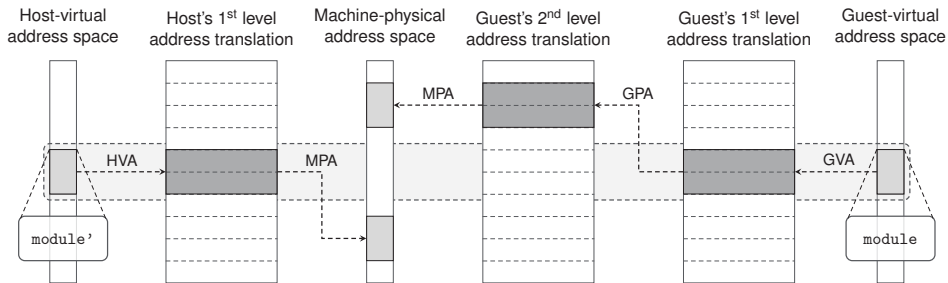 Host-virtual
address space
Host's 1st level
address translation
Machine-physical
address space
Guest's 2nd level
address translation
Guest's 1st level
address translation
Guest-virtual
address space
MPA
GPA
HVA
MPA
GVA
module’
module